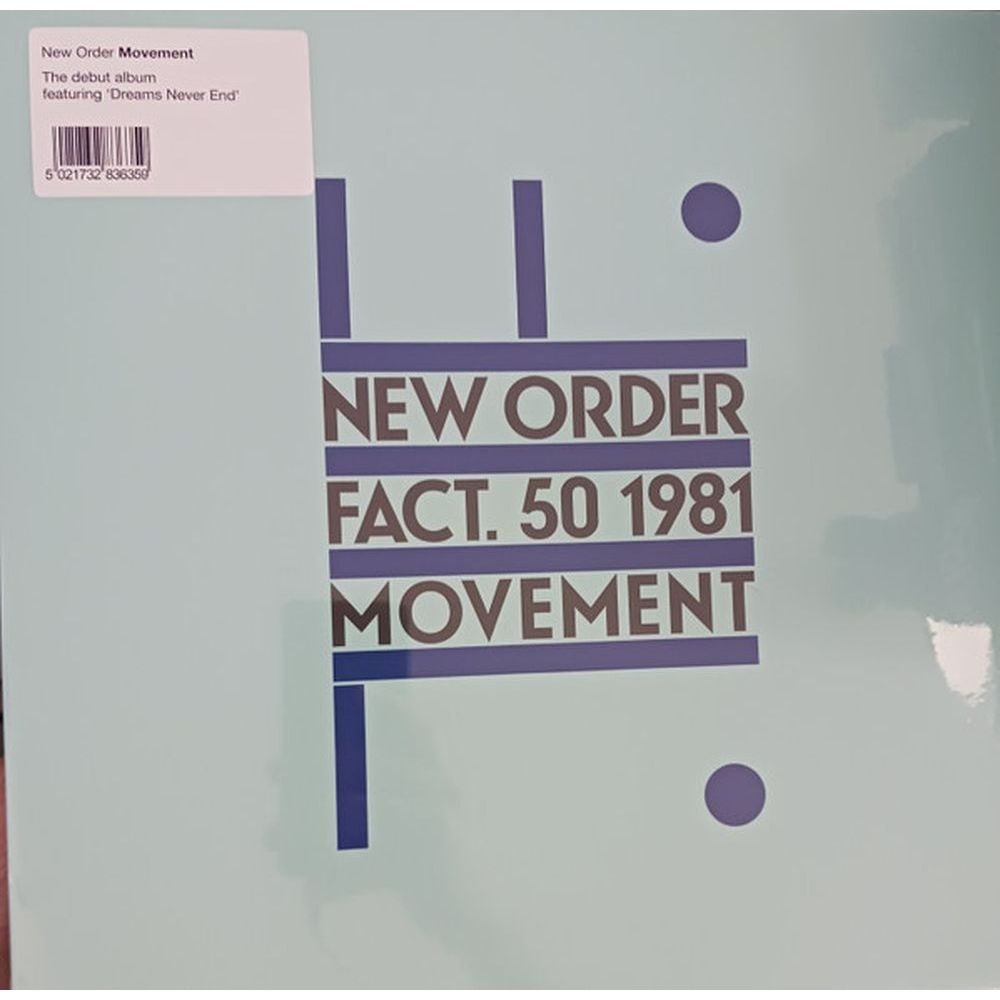 New Order Movement
The debut album
featuring 'Dreams Never End'
5 021732 836359
NEW ORDER
FACT. 50 1981
MOVEMENT